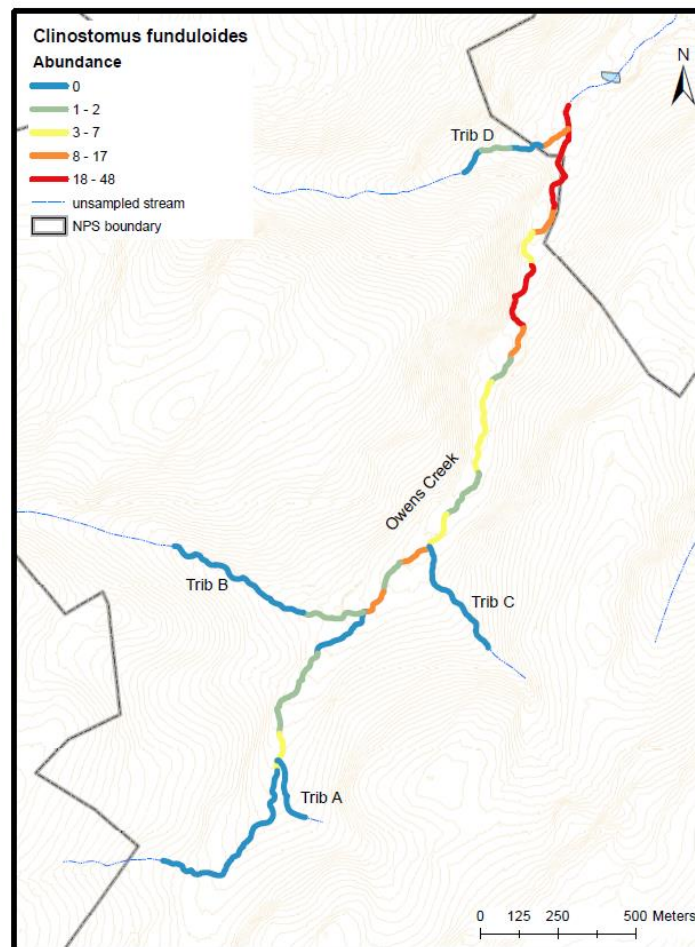 Clinostomus funduloides
Abundance
0
1 - 2
3 - 7
8 - 17
18 - 48
unsampled stream
NPS boundary
N
Trib D
Owens Creek
Trib B
Trib C
Trib A
0 125 250 500 Meters